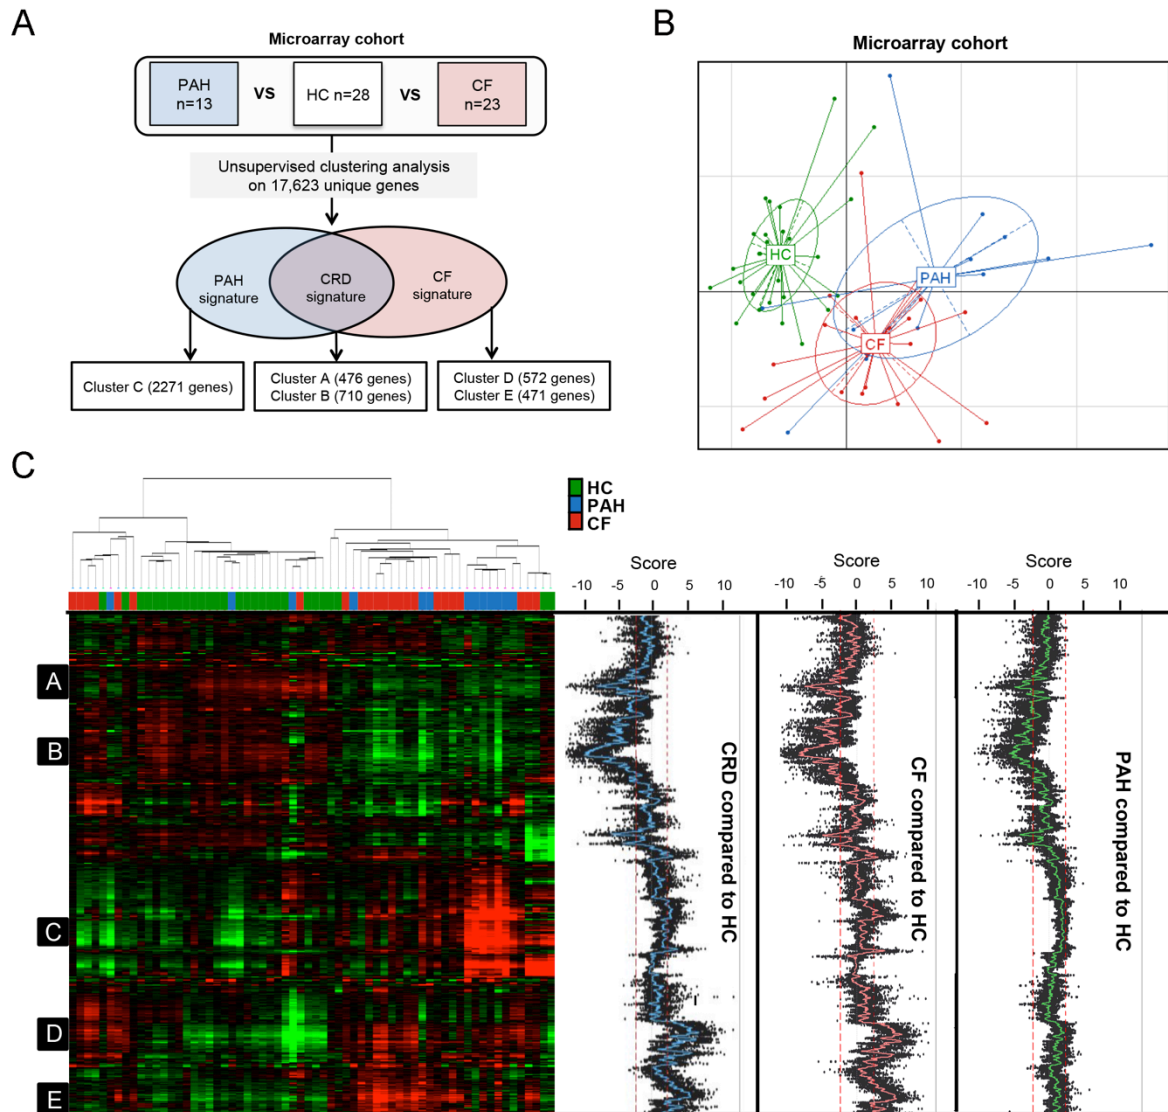 A
Microarray cohort
PAH
n=13
VS
HC n=28
VS
CF
n=23
Unsupervised clustering analysis
on 17,623 unique genes
PAH
signature
CRD
signature
CF
signature
Cluster C (2271 genes)
Cluster A (476 genes)
Cluster B (710 genes)
Cluster D (572 genes)
Cluster E (471 genes)
B
Microarray cohort
HC
PAH
CF
C
HC
PAH
CF
Score
-10 -5 0 5 10
Score
-10 -5 0 5 10
Score
-10 -5 0 5 10
A
B
C
D
E
CRD compared to HC
CF compared to HC
PAH compared to HC